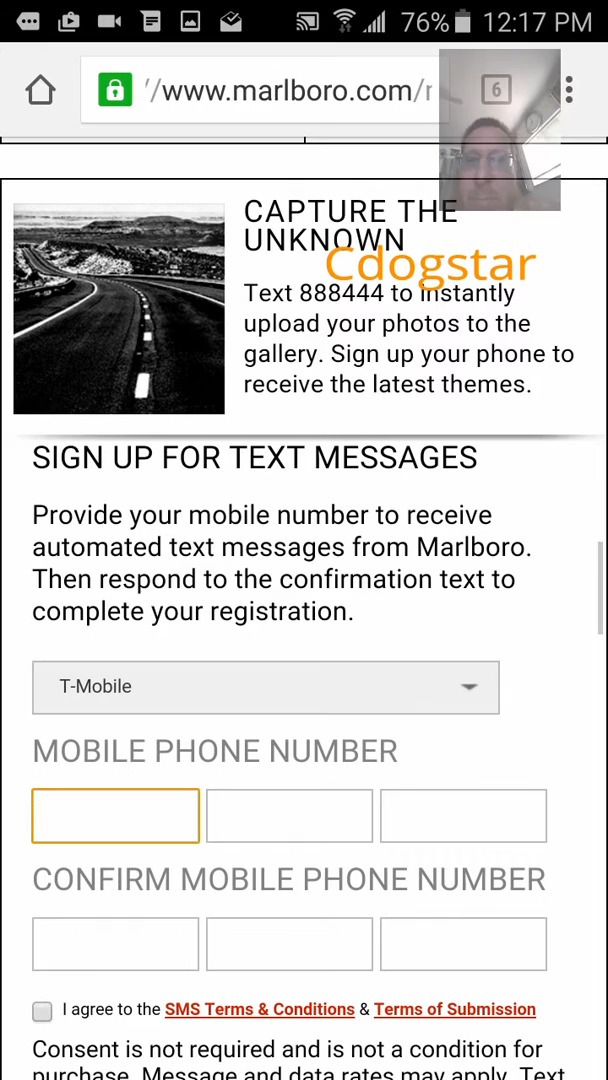 76% 12:17 PM
//www.marlboro.com/r
6
CAPTURE THE
UNKNOWN
Cdogstar
Text 888444 to instantly
upload your photos to the
gallery. Sign up your phone to
receive the latest themes.
SIGN UP FOR TEXT MESSAGES
Provide your mobile number to receive
automated text messages from Marlboro.
Then respond to the confirmation text to
complete your registration.
T-Mobile
MOBILE PHONE NUMBER
CONFIRM MOBILE PHONE NUMBER
I agree to the SMS Terms & Conditions & Terms of Submission
Consent is not required and is not a condition for
purchase. Message and data rates may apply. Text